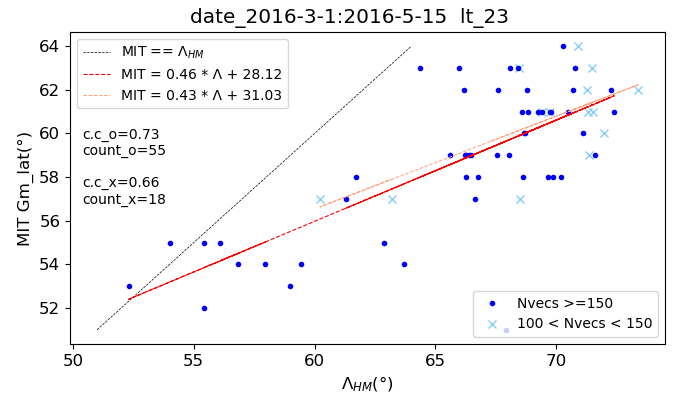 date_2016-3-1:2016-5-15 lt_23
MIT == Λ_HM
MIT = 0.46 * Λ + 28.12
MIT = 0.43 * Λ + 31.03
c.c_o=0.73
count_o=55
c.c_x=0.66
count_x=18
MIT Gm_lat(°)
64
62
60
58
56
54
52
Nvecs >=150
100 < Nvecs < 150
50 55 60 65 70
Λ_HM(°)